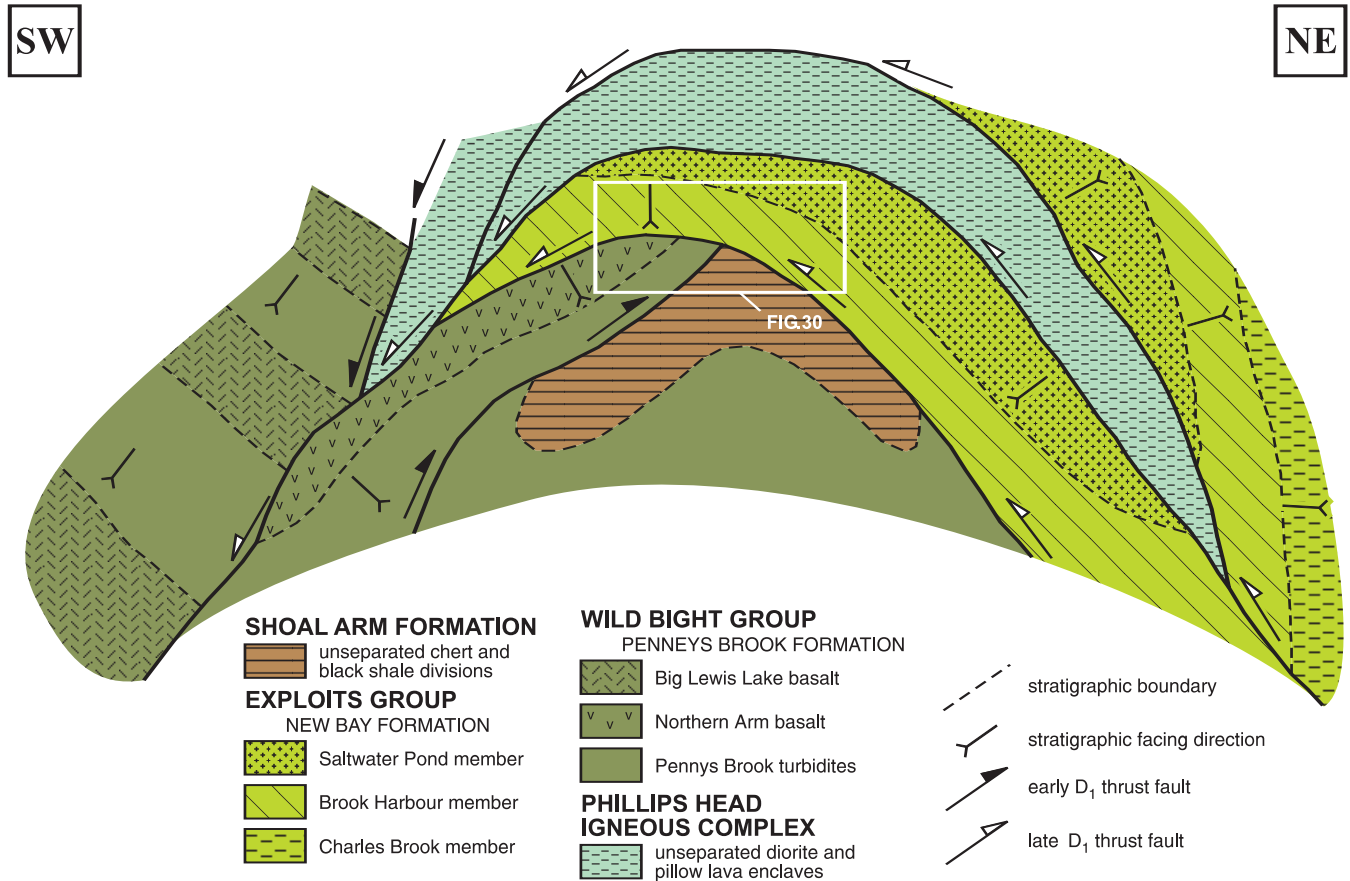 SW
NE
FIG.30
SHOAL ARM FORMATION
unseparated chert and
black shale divisions
EXPLOITS GROUP
NEW BAY FORMATION
Saltwater Pond member
Brook Harbour member
Charles Brook member
WILD BIGHT GROUP
PENNEYS BROOK FORMATION
Big Lewis Lake basalt
Northern Arm basalt
Pennys Brook turbidites
PHILLIPS HEAD
IGNEOUS COMPLEX
unseparated diorite and
pillow lava enclaves
stratigraphic boundary
stratigraphic facing direction
early D1 thrust fault
late D1 thrust fault